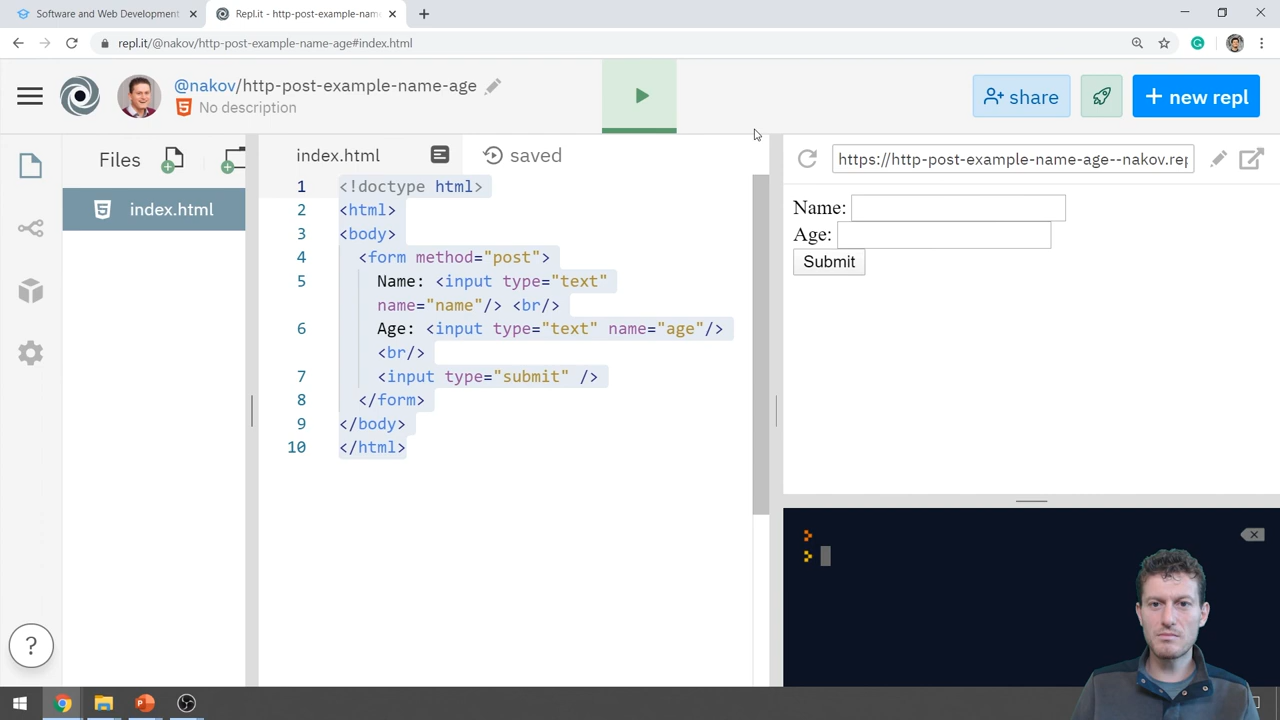 Software and Web Development
Repl.it - http-post-example-name
repl.it/@nakov/http-post-example-name-age#index.html
@nakov/http-post-example-name-age
No description
share
+ new repl
Files
index.html
index.html
saved
1 <!doctype html>
2 <html>
3 <body>
4 <form method="post">
5 Name: <input type="text"
name="name"/> <br/>
6 Age: <input type="text" name="age"/>
<br/>
7 <input type="submit" />
8 </form>
9 </body>
10 </html>
https://http-post-example-name-age--nakov.rep
Name:
Age:
Submit
>
>
?